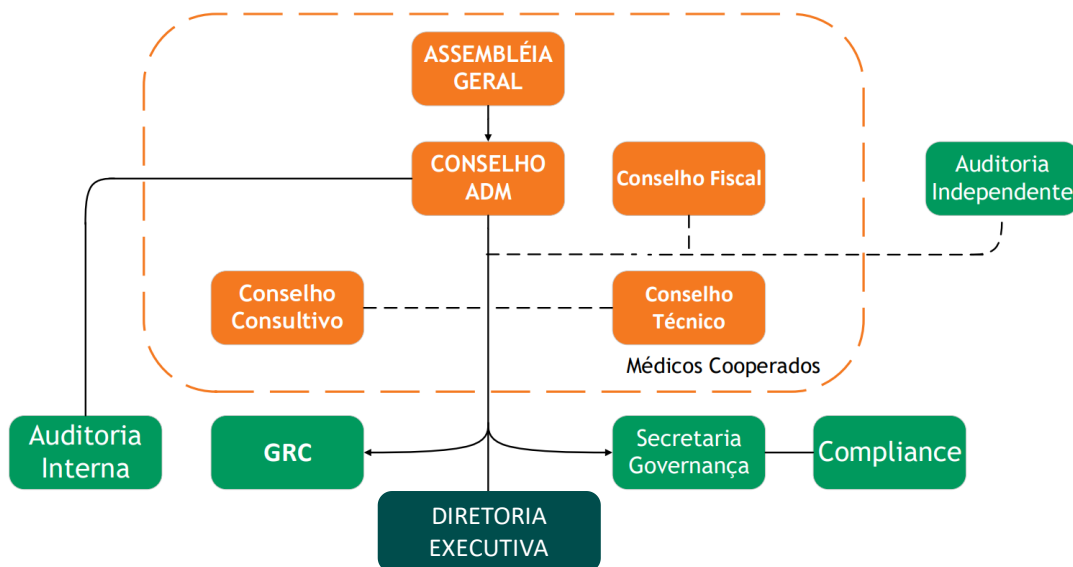 ASSEMBLÉIA
GERAL
CONSELHO
ADM
Conselho Fiscal
Auditoria
Independente
Conselho
Consultivo
Conselho
Técnico
Médicos Cooperados
Auditoria
Interna
GRC
Secretaria
Governança
Compliance
DIRETORIA
EXECUTIVA